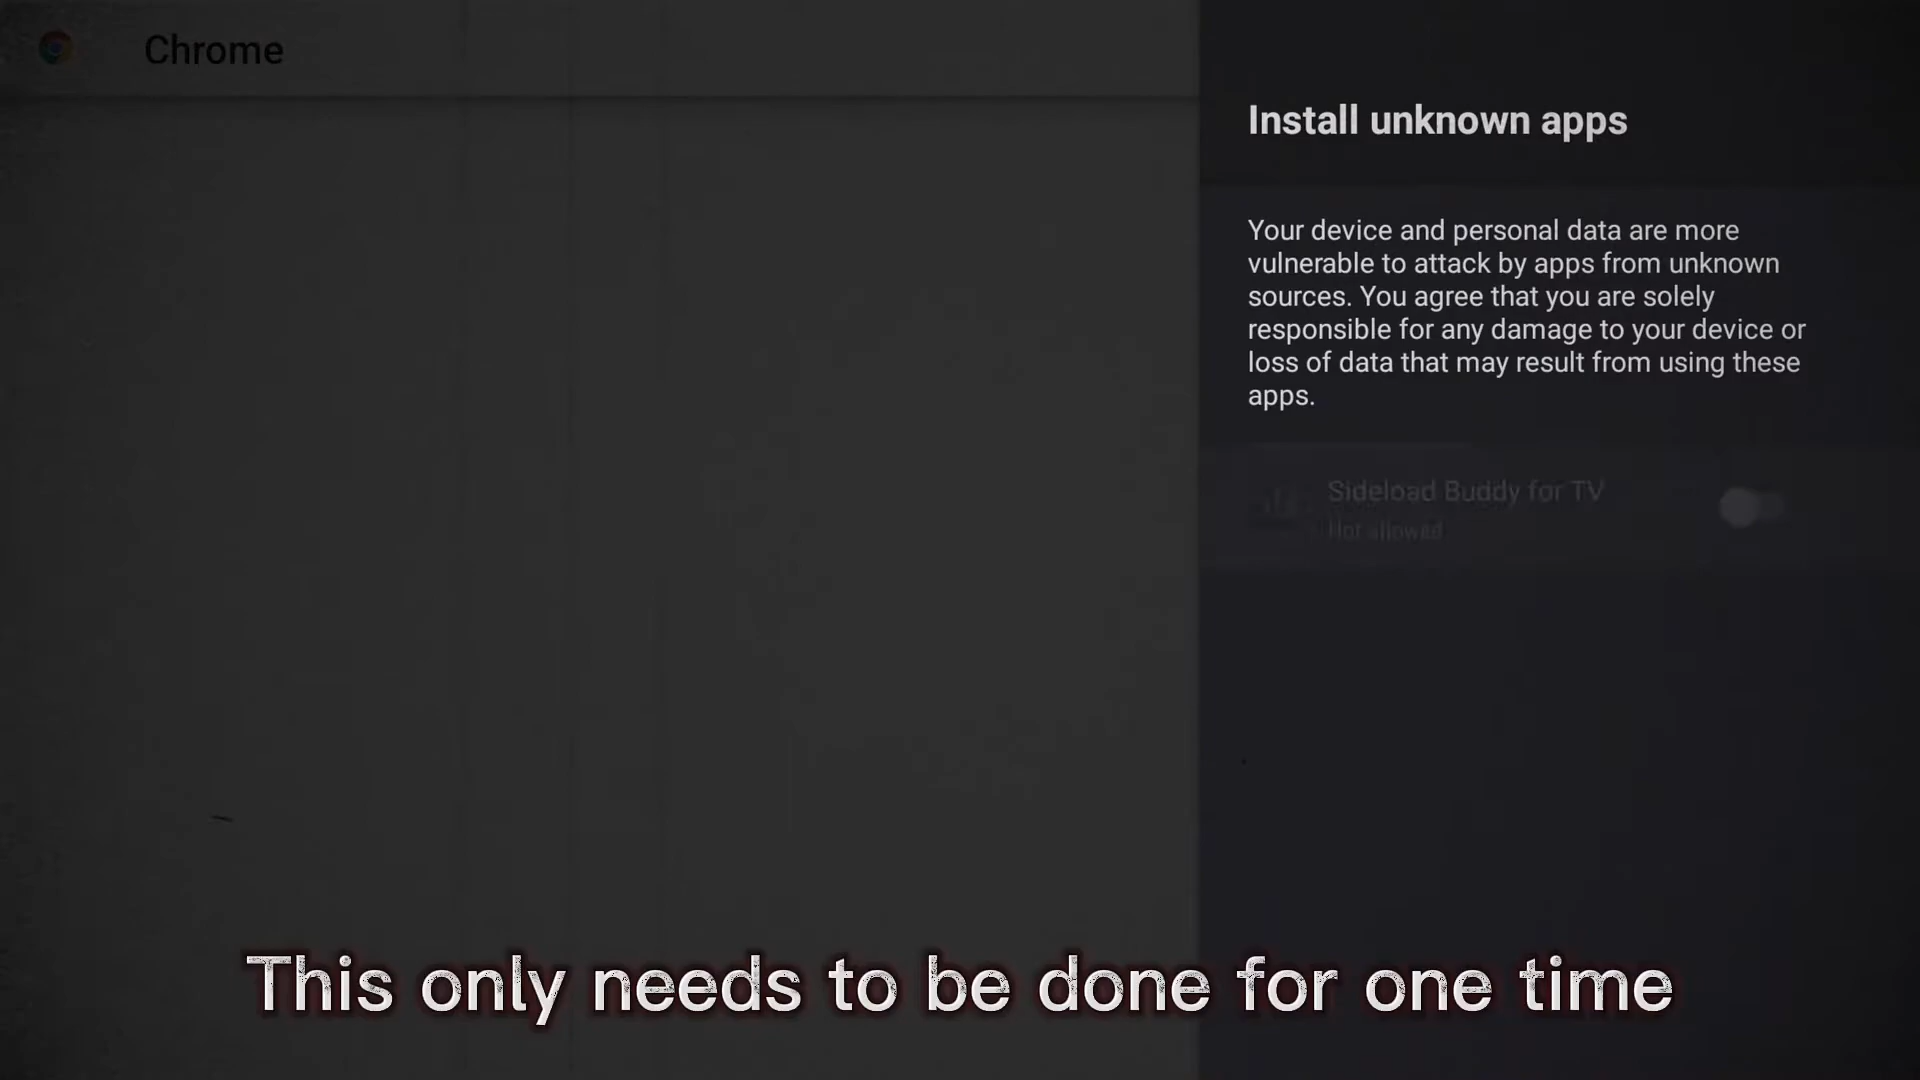 Chrome
Install unknown apps
Your device and personal data are more
vulnerable to attack by apps from unknown
sources. You agree that you are solely
responsible for any damage to your device or
loss of data that may result from using these
apps.
Sideload Buddy for TV
Not allowed
This only needs to be done for one time